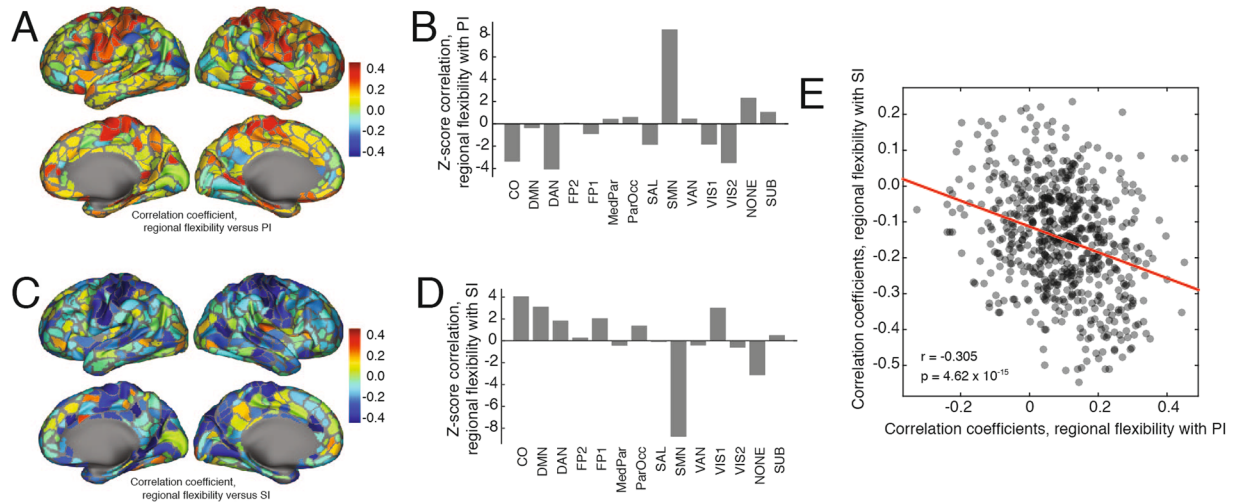 A
0.4
0.2
0.0
-0.2
-0.4
Correlation coefficient,
regional flexibility versus PI
B
Z-score correlation,
regional flexibility with PI
8
6
4
2
0
-2
-4
CO
DMN
DAN
FP2
FP1
MedPar
ParOcc
SAL
SMN
VAN
VIS1
VIS2
NONE
SUB
C
0.4
0.2
0.0
-0.2
-0.4
Correlation coefficient,
regional flexibility versus SI
D
Z-score correlation,
regional flexibility with SI
4
2
0
-2
-4
-6
-8
CO
DMN
DAN
FP2
FP1
MedPar
ParOcc
SAL
SMN
VAN
VIS1
VIS2
NONE
SUB
E
Correlation coefficients, regional flexibility with SI
0.2
0.1
0.0
-0.1
-0.2
-0.3
-0.4
-0.5
r = -0.305
p = 4.62 x 10⁻¹⁵
-0.2
0
0.2
0.4
Correlation coefficients, regional flexibility with PI